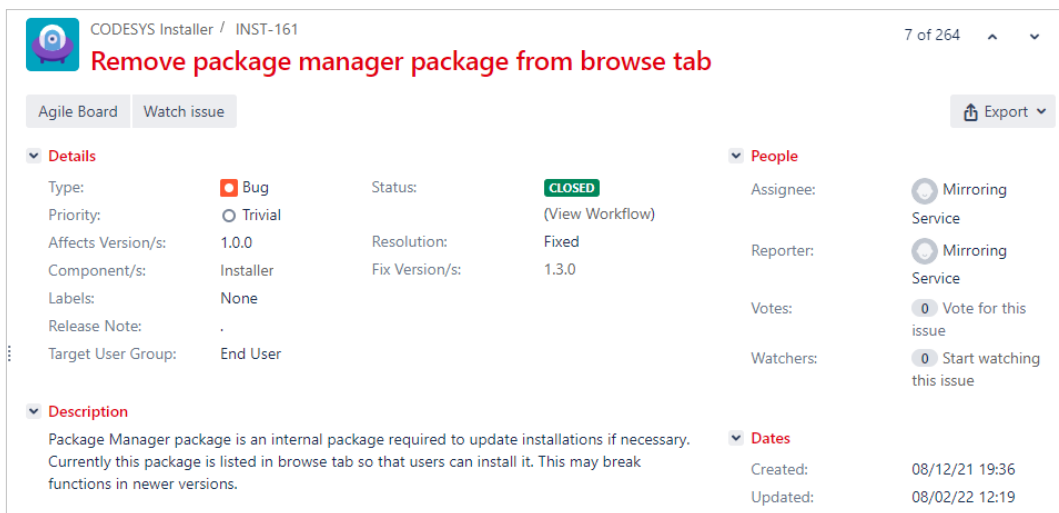 CODESYS Installer / INST-161
7 of 264
Remove package manager package from browse tab
Agile Board Watch issue
Export
Details
Type: Bug Status: CLOSED
Priority: Trivial (View Workflow)
Affects Version/s: 1.0.0 Resolution: Fixed
Component/s: Installer Fix Version/s: 1.3.0
Labels: None
Release Note: .
Target User Group: End User
Description
Package Manager package is an internal package required to update installations if necessary.
Currently this package is listed in browse tab so that users can install it. This may break
functions in newer versions.
People
Assignee: Mirroring
Service
Reporter: Mirroring
Service
Votes: 0 Vote for this
issue
Watchers: 0 Start watching
this issue
Dates
Created: 08/12/21 19:36
Updated: 08/02/22 12:19